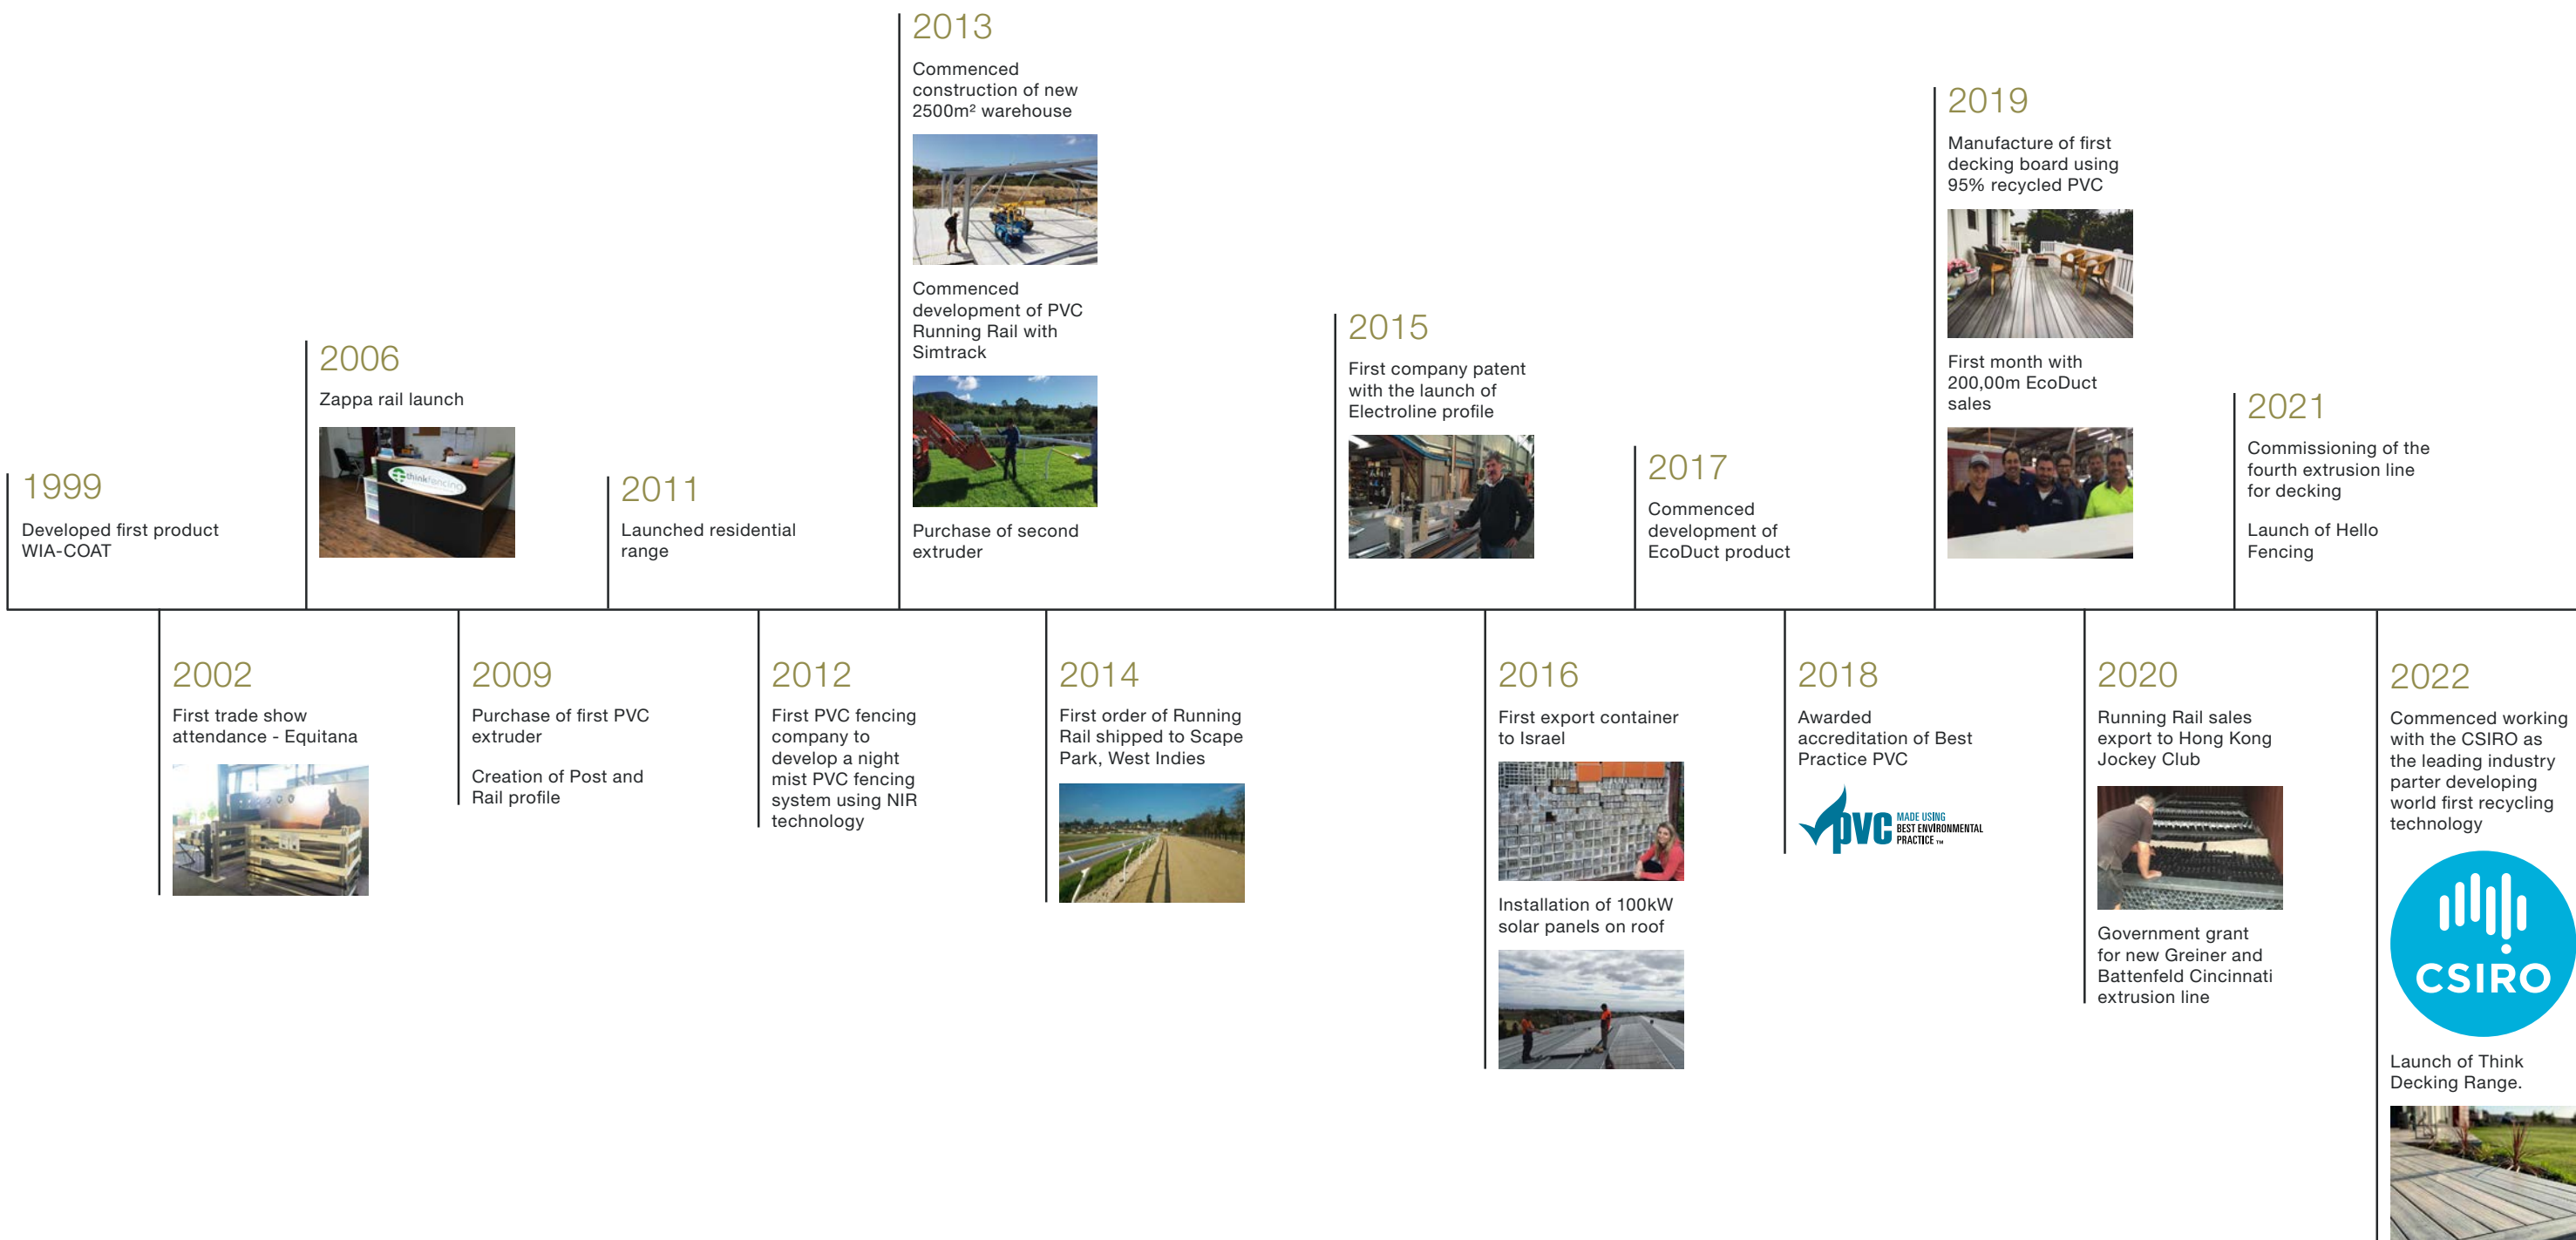 1999
Developed first product
WIA-COAT
2002
First trade show
attendance - Equitana
2006
Zappa rail launch
thinkfencing
2009
Purchase of first PVC
extruder
Creation of Post and
Rail profile
2011
Launched residential
range
2012
First PVC fencing
company to
develop a night
mist PVC fencing
system using NIR
technology
2013
Commenced
construction of new
2500m² warehouse
Commenced
development of PVC
Running Rail with
Simtrack
Purchase of second
extruder
2014
First order of Running
Rail shipped to Scape
Park, West Indies
2015
First company patent
with the launch of
Electroline profile
2016
First export container
to Israel
Installation of 100kW
solar panels on roof
2017
Commenced
development of
EcoDuct product
2018
Awarded
accreditation of Best
Practice PVC
pvc
MADE USING
BEST ENVIRONMENTAL
PRACTICE ™
2019
Manufacture of first
decking board using
95% recycled PVC
First month with
200,00m EcoDuct
sales
2020
Running Rail sales
export to Hong Kong
Jockey Club
Government grant
for new Greiner and
Battenfeld Cincinnati
extrusion line
2021
Commissioning of the
fourth extrusion line
for decking
Launch of Hello
Fencing
2022
Commenced working
with the CSIRO as
the leading industry
parter developing
world first recycling
technology
CSIRO
Launch of Think
Decking Range.